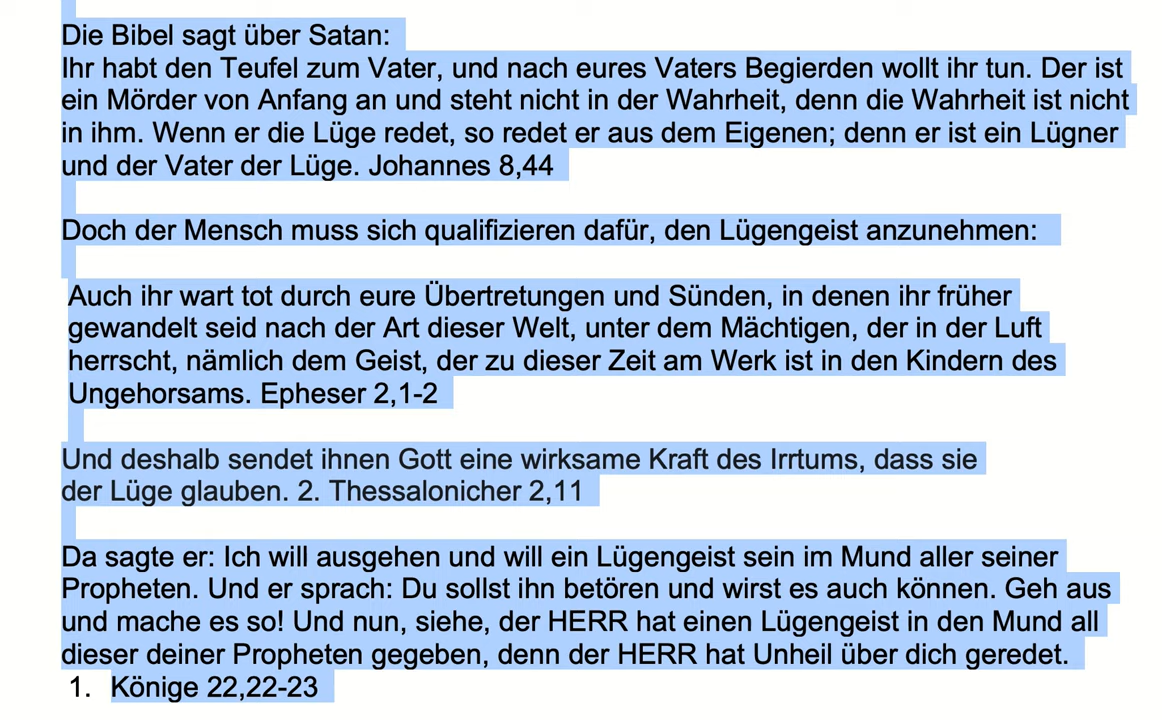 Die Bibel sagt über Satan:
Ihr habt den Teufel zum Vater, und nach eures Vaters Begierden wollt ihr tun. Der ist
ein Mörder von Anfang an und steht nicht in der Wahrheit, denn die Wahrheit ist nicht
in ihm. Wenn er die Lüge redet, so redet er aus dem Eigenen; denn er ist ein Lügner
und der Vater der Lüge. Johannes 8,44
Doch der Mensch muss sich qualifizieren dafür, den Lügengeist anzunehmen:
Auch ihr wart tot durch eure Übertretungen und Sünden, in denen ihr früher
gewandelt seid nach der Art dieser Welt, unter dem Mächtigen, der in der Luft
herrscht, nämlich dem Geist, der zu dieser Zeit am Werk ist in den Kindern des
Ungehorsams. Epheser 2,1-2
Und deshalb sendet ihnen Gott eine wirksame Kraft des Irrtums, dass sie
der Lüge glauben. 2. Thessalonicher 2,11
Da sagte er: Ich will ausgehen und will ein Lügengeist sein im Mund aller seiner
Propheten. Und er sprach: Du sollst ihn betören und wirst es auch können. Geh aus
und mache es so! Und nun, siehe, der HERR hat einen Lügengeist in den Mund all
dieser deiner Propheten gegeben, denn der HERR hat Unheil über dich geredet.
1. Könige 22,22-23